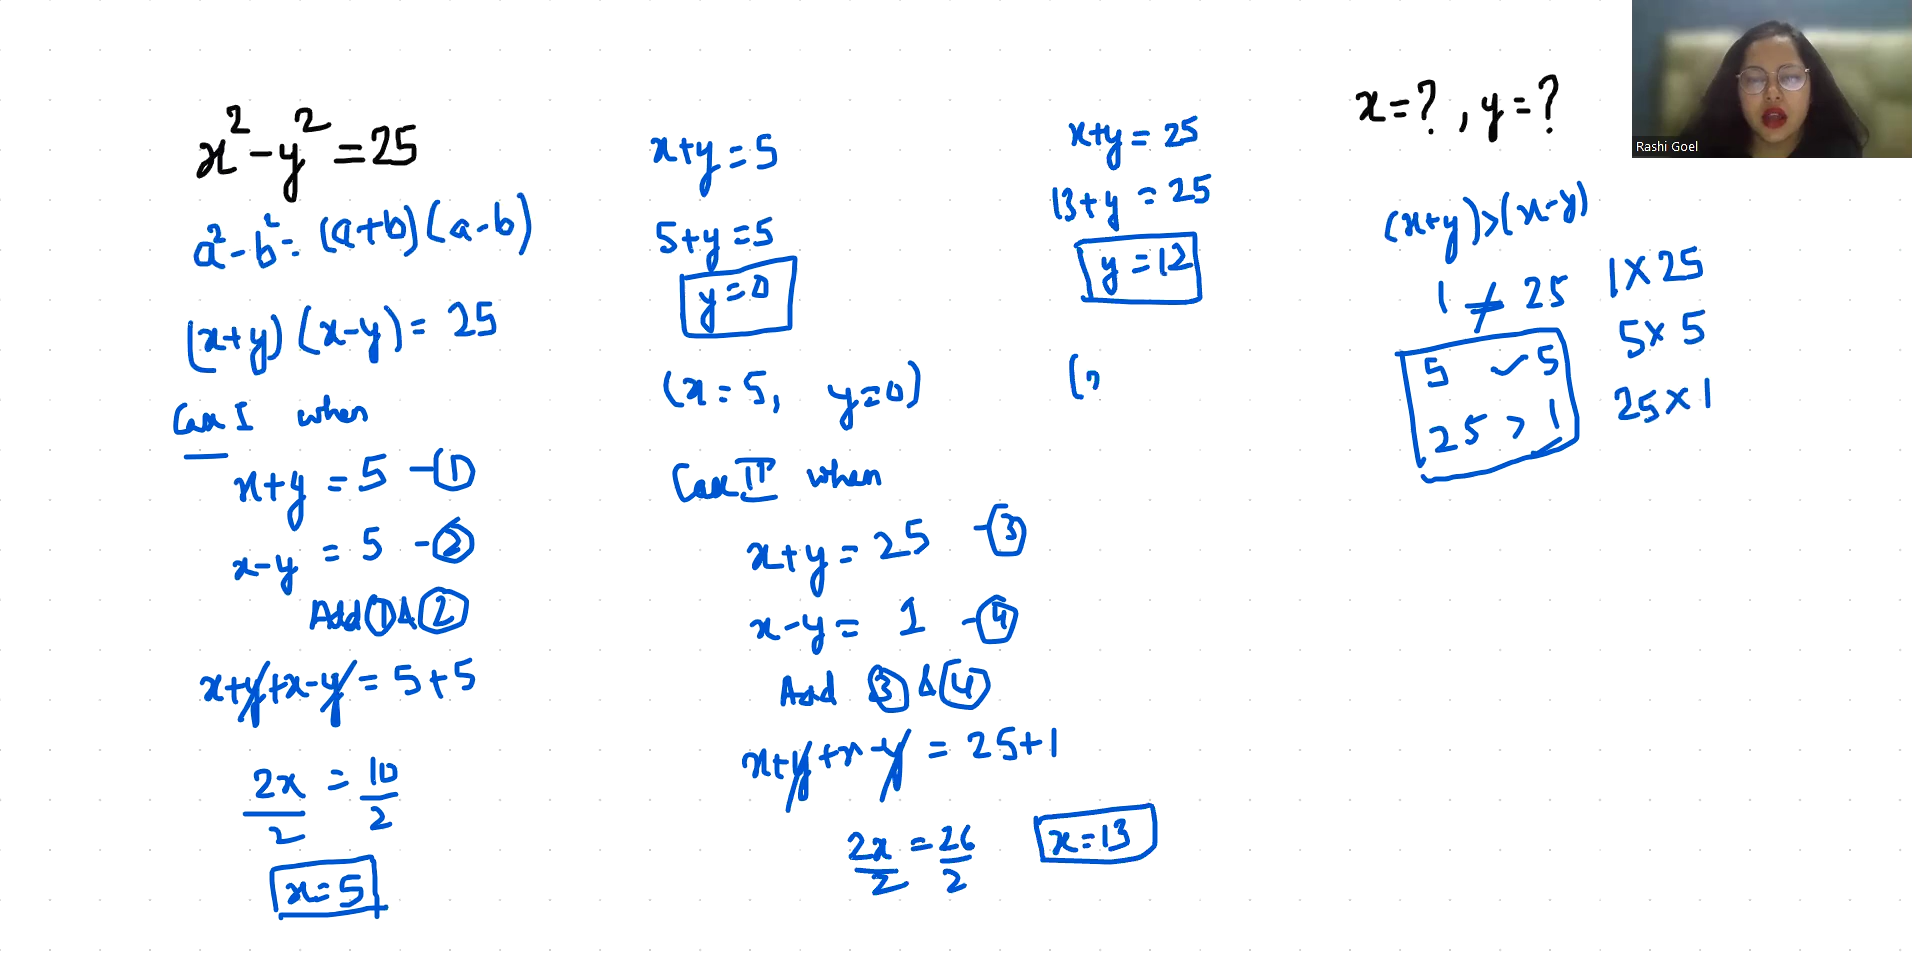 x² - y² = 25
a² - b² = (a+b)(a-b)
(x+y)(x-y) = 25
Case I when
x+y = 5 -①
x-y = 5 -②
Add ① & ②
x+y+x-y = 5+5
2x/2 = 10/2
x=5
x+y = 5
5+y = 5
y = 0
(x = 5, y = 0)
Case II when
x+y = 25 -③
x-y = 1 -④
Add ③ & ④
x+y+x-y = 25+1
2x/2 = 26/2
x = 13
x+y = 25
13+y = 25
y = 12
(
x = ?, y = ?
(x+y)>(x-y)
1 ≯ 25
5 ✓ 5
25 > 1
1 × 25
5 × 5
25 × 1
Rashi Goel